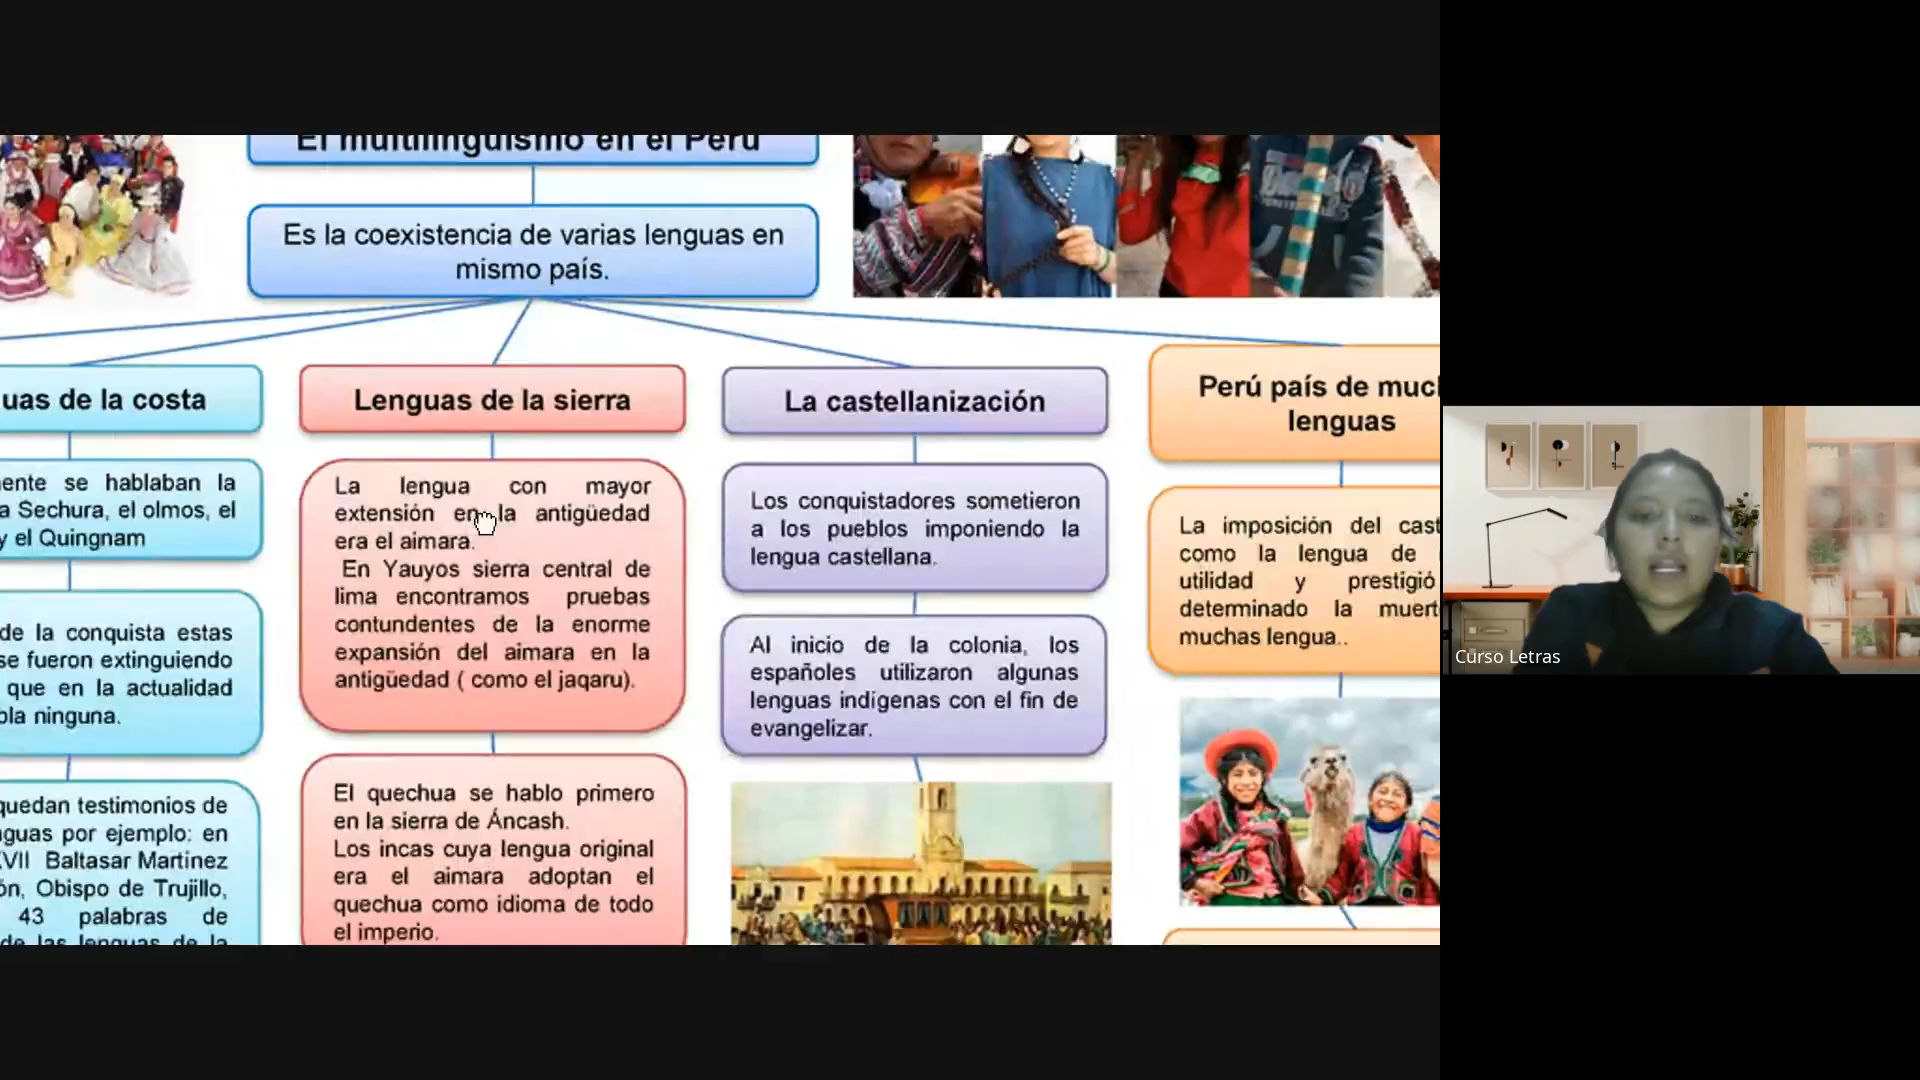 El multilinguismo en el Perú
Es la coexistencia de varias lenguas en
mismo país.
uas de la costa
ente se hablaban la
a Sechura, el olmos, el
y el Quingnam
de la conquista estas
se fueron extinguiendo
que en la actualidad
bla ninguna.
quedan testimonios de
guas por ejemplo: en
XVII Baltasar Martinez
ón, Obispo de Trujillo,
43 palabras de
de las lenguas de la
Lenguas de la sierra
La lengua con mayor
extensión en la antigüedad
era el aimara.
En Yauyos sierra central de
lima encontramos pruebas
contundentes de la enorme
expansión del aimara en la
antigüedad ( como el jaqaru).
El quechua se hablo primero
en la sierra de Áncash.
Los incas cuya lengua original
era el aimara adoptan el
quechua como idioma de todo
el imperio.
La castellanización
Los conquistadores sometieron
a los pueblos imponiendo la
lengua castellana.
Al inicio de la colonia, los
españoles utilizaron algunas
lenguas indígenas con el fin de
evangelizar.
Perú país de muc
lenguas
La imposición del cast
como la lengua de
utilidad y prestigió
determinado la muert
muchas lengua..
Curso Letras